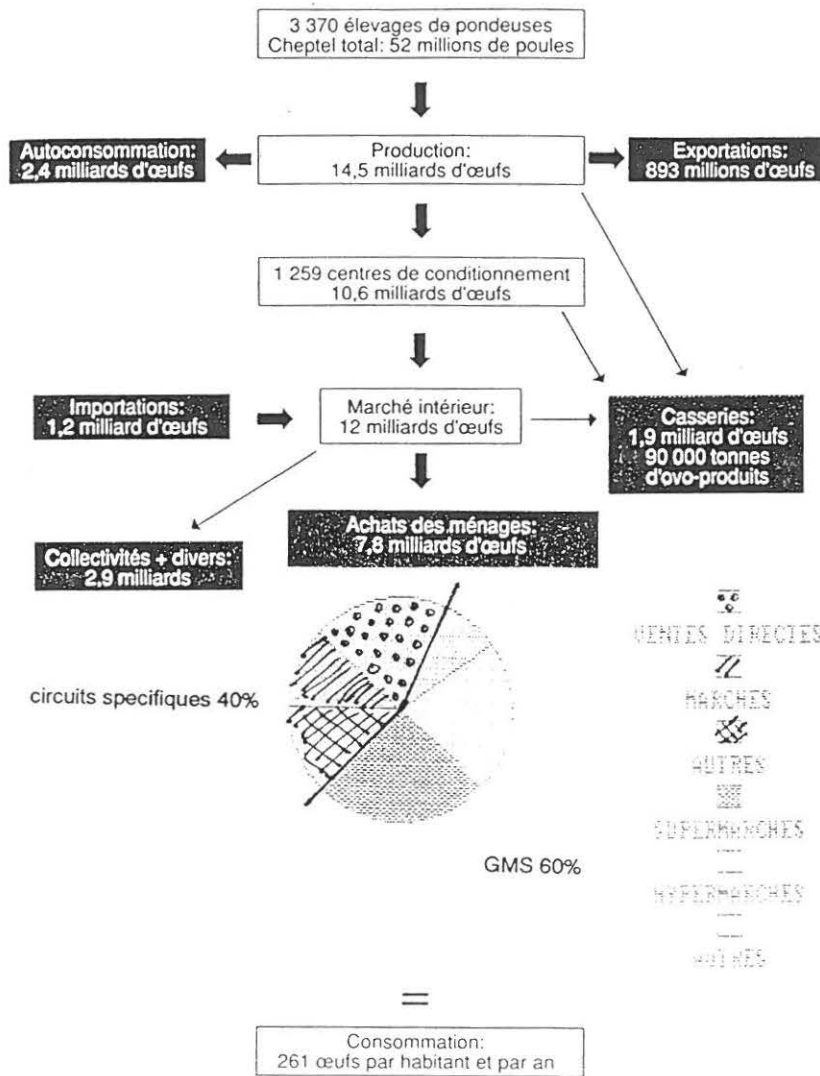 3 370 élevages de pondeuses
Cheptel total: 52 millions de poules
Autoconsommation:
2,4 milliards d'œufs
Production:
14,5 milliards d'œufs
Exportations:
893 millions d'œufs
1 259 centres de conditionnement
10,6 milliards d'œufs
Importations:
1,2 milliard d'œufs
Marché intérieur:
12 milliards d'œufs
Casseries:
1,9 milliard d'œufs
90 000 tonnes
d'ovo-produits
Achats des ménages:
7,8 milliards d'œufs
Collectivités + divers:
2,9 milliards
VENTES DIRECTES
MARCHES
AUTRES
SUPERMARCHES
HYPERMARCHES
AUTRES
circuits specifiques 40%
GMS 60%
=
Consommation:
261 œufs par habitant et par an